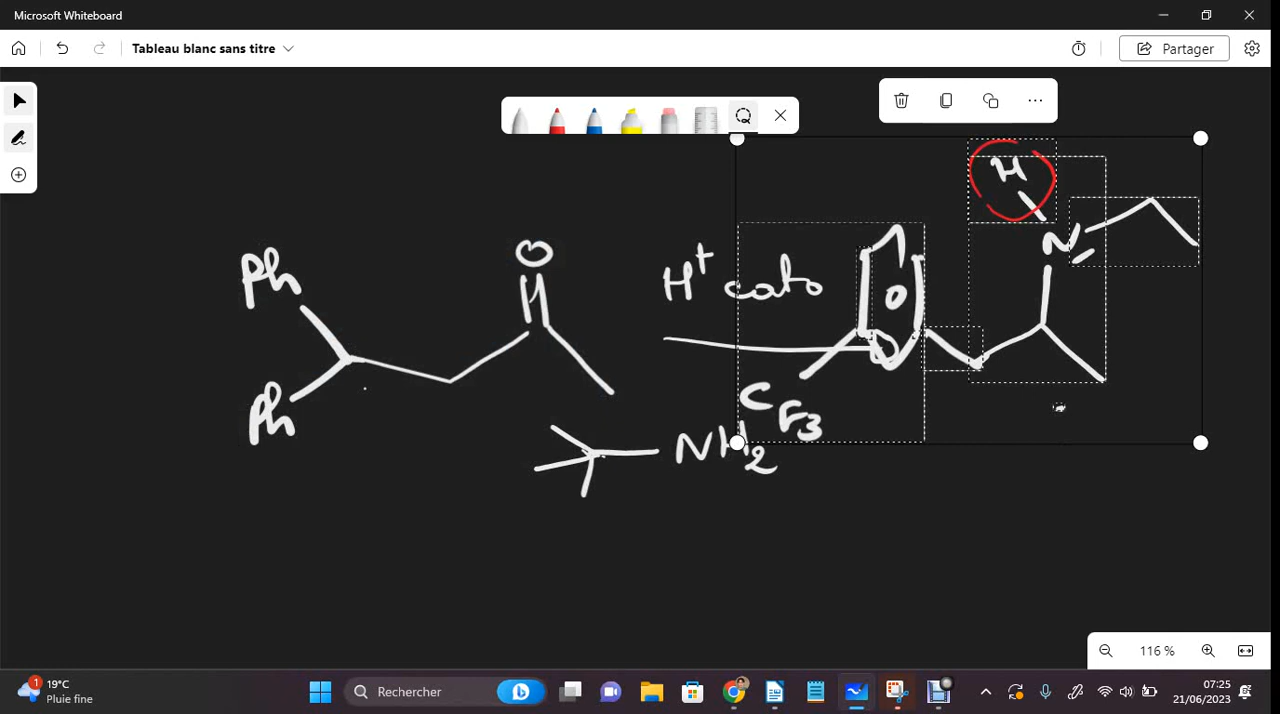 Microsoft Whiteboard
Tableau blanc sans titre
Partager
H
N
O
Ph
H+ cata
O
Ph
CF3
NH2
116 %
1
19°C
Pluie fine
Rechercher
07:25
21/06/2023